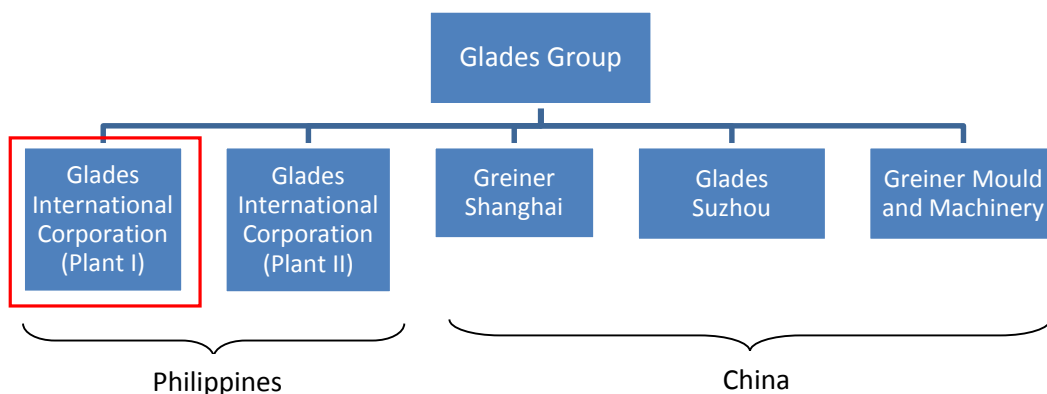 Glades Group
Glades
International
Corporation
(Plant I)
Glades
International
Corporation
(Plant II)
Greiner
Shanghai
Glades
Suzhou
Greiner Mould
and Machinery
Philippines
China